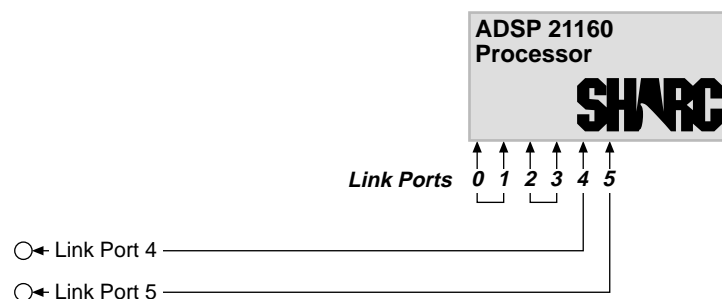 ADSP 21160
Processor
SHARC
Link Ports 0 1 2 3 4 5
Link Port 4
Link Port 5